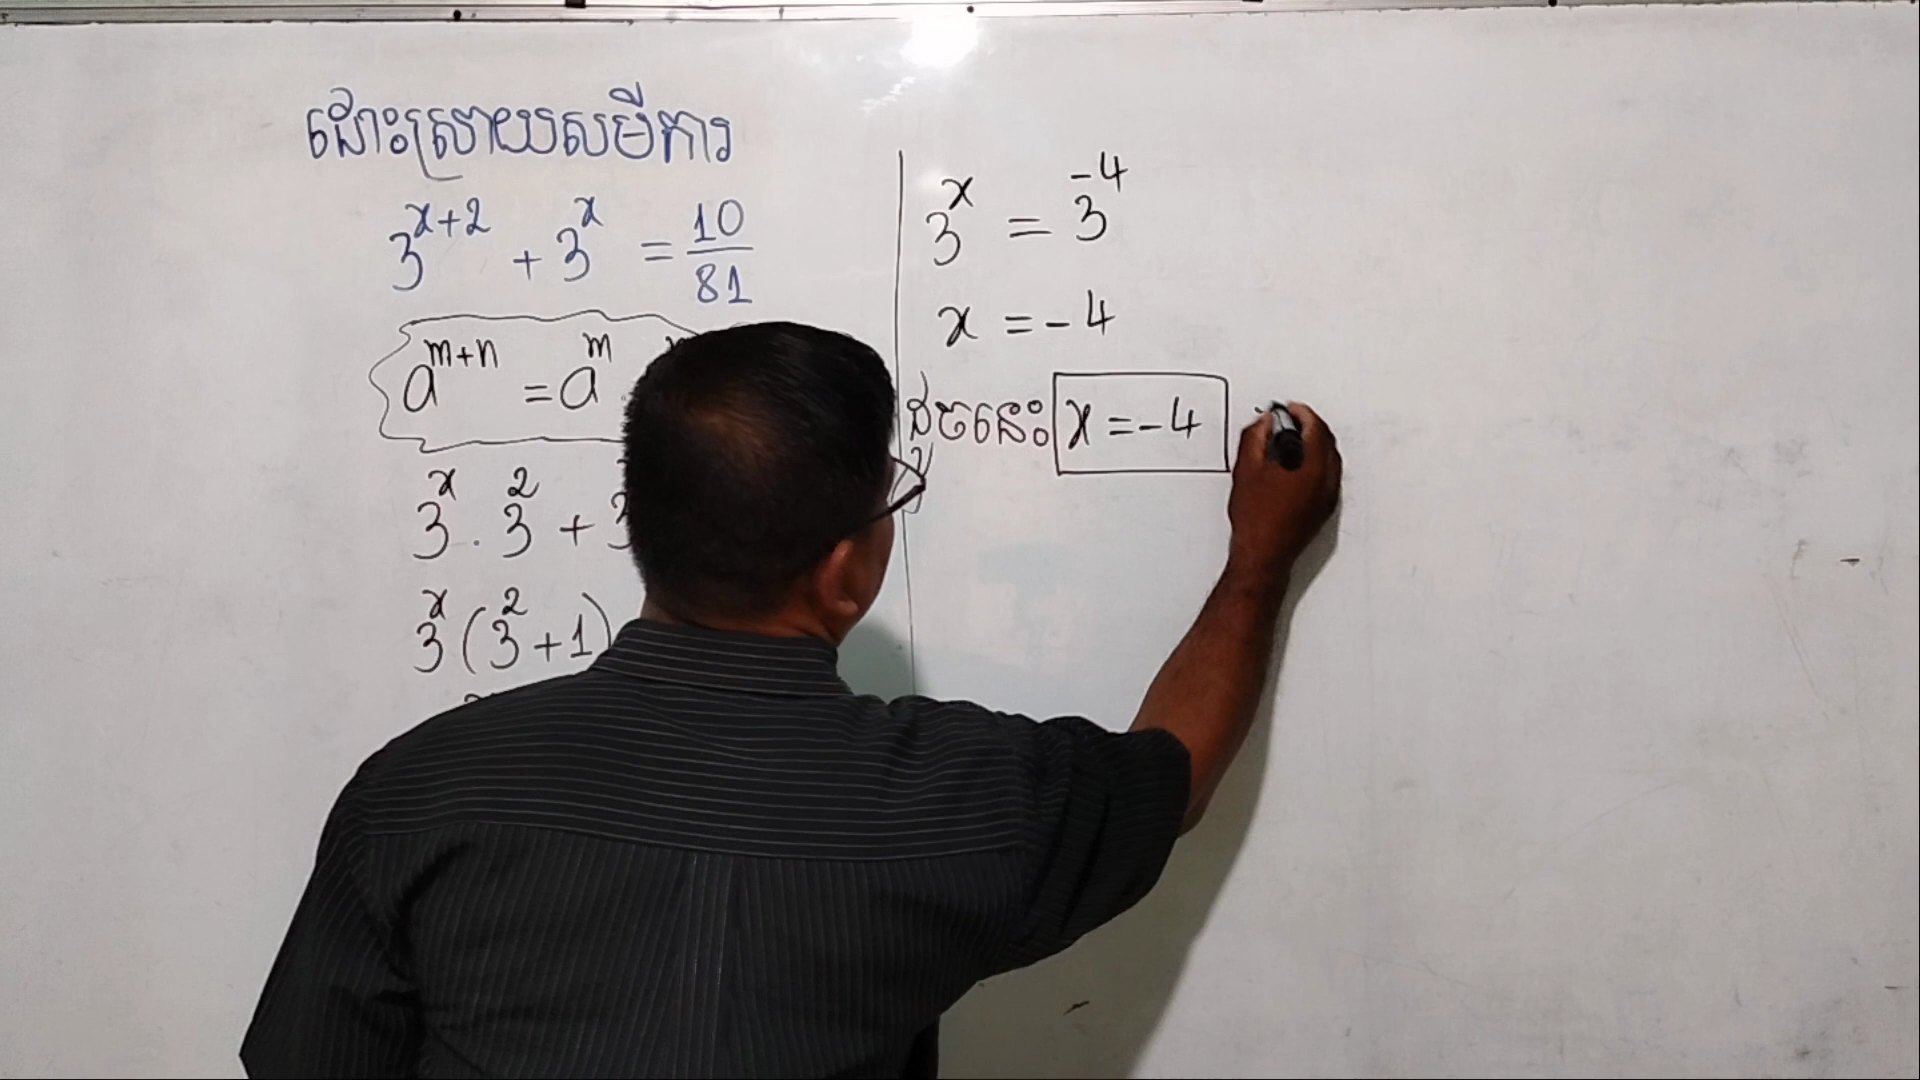 ដោះស្រាយសមីការ
3^{x+2} + 3^x = 10/81
a^{m+n} = a^m
3^x . 3^2 + 3
3^x (3^2 + 1)
3^x = 3^{-4}
x = -4
ដូចនេះ x = -4